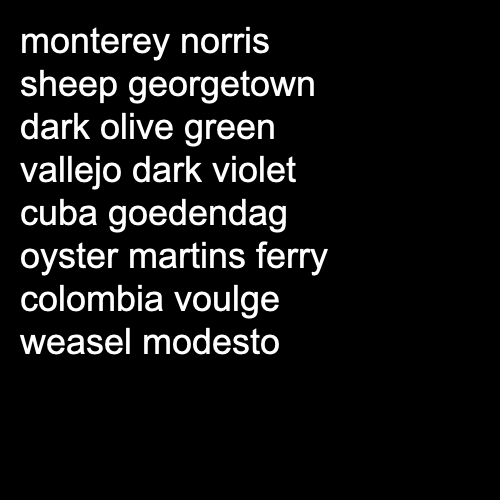 monterey norris
sheep georgetown
dark olive green
vallejo dark violet
cuba goedendag
oyster martins ferry
colombia voulge
weasel modesto